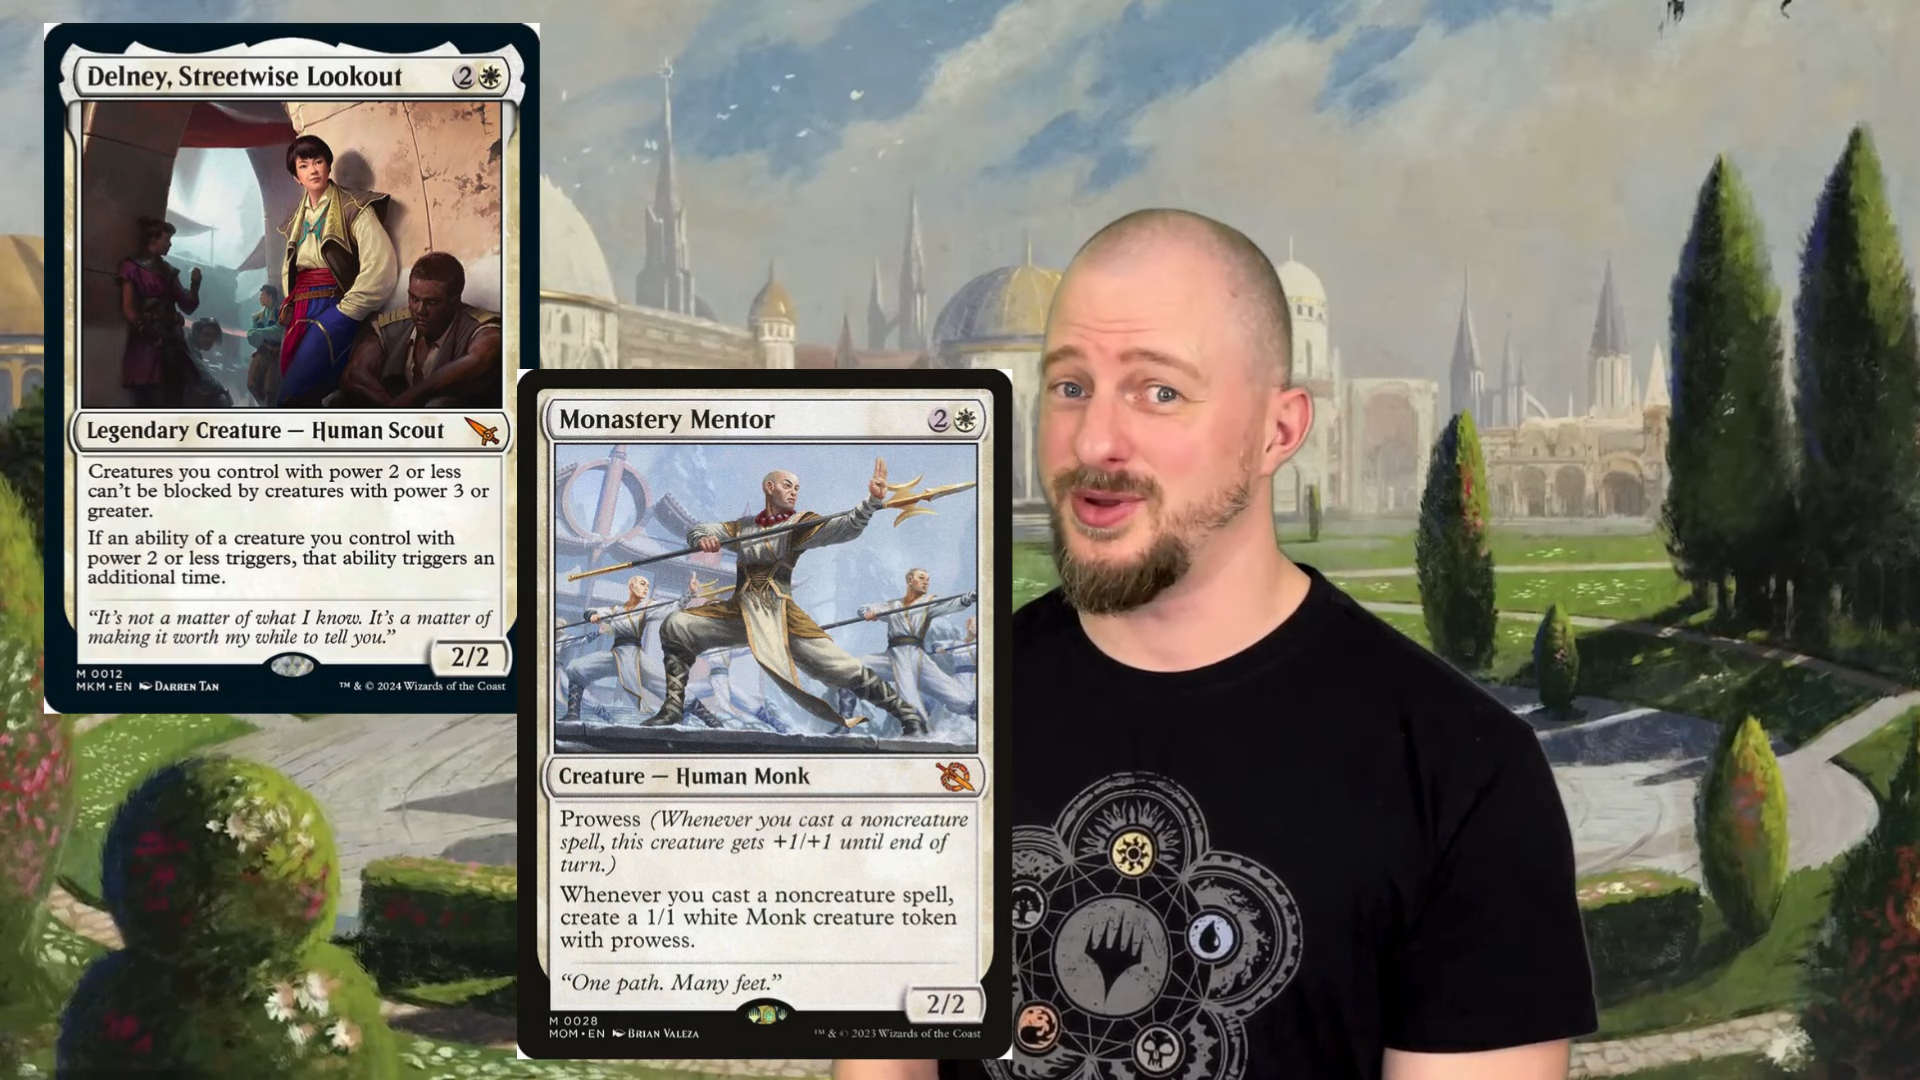 Delney, Streetwise Lookout 2
Legendary Creature — Human Scout
Creatures you control with power 2 or less
can't be blocked by creatures with power 3 or
greater.
If an ability of a creature you control with
power 2 or less triggers, that ability triggers an
additional time.
“It's not a matter of what I know. It's a matter of
making it worth my while to tell you.”
2/2
M 0012
MKM • EN DARREN TAN
™ & © 2024 Wizards of the Coast
Monastery Mentor 2
Creature — Human Monk
Prowess (Whenever you cast a noncreature
spell, this creature gets +1/+1 until end of
turn.)
Whenever you cast a noncreature spell,
create a 1/1 white Monk creature token
with prowess.
“One path. Many feet.”
2/2
M 0028
MOM • EN BRIAN VALEZA
™ & © 2023 Wizards of the Coast